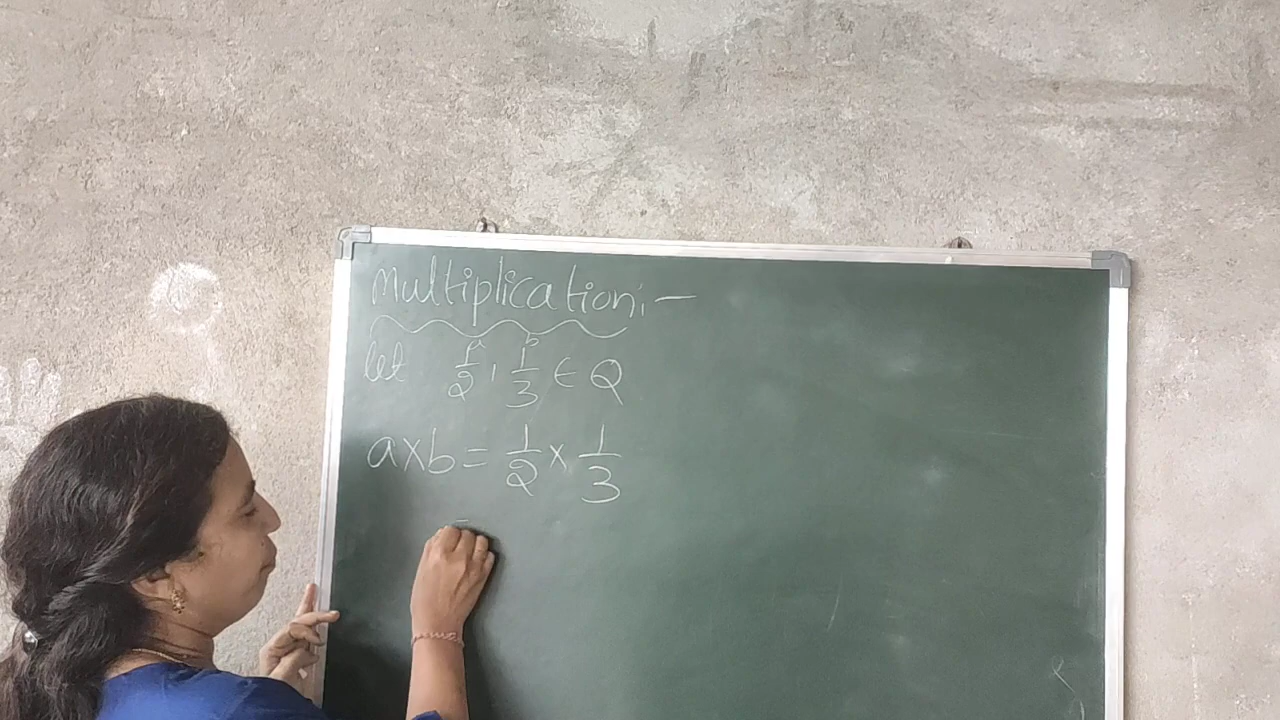 Multiplication:-
let 1/2, 1/3 ∈ Q
a×b = 1/2 × 1/3
=